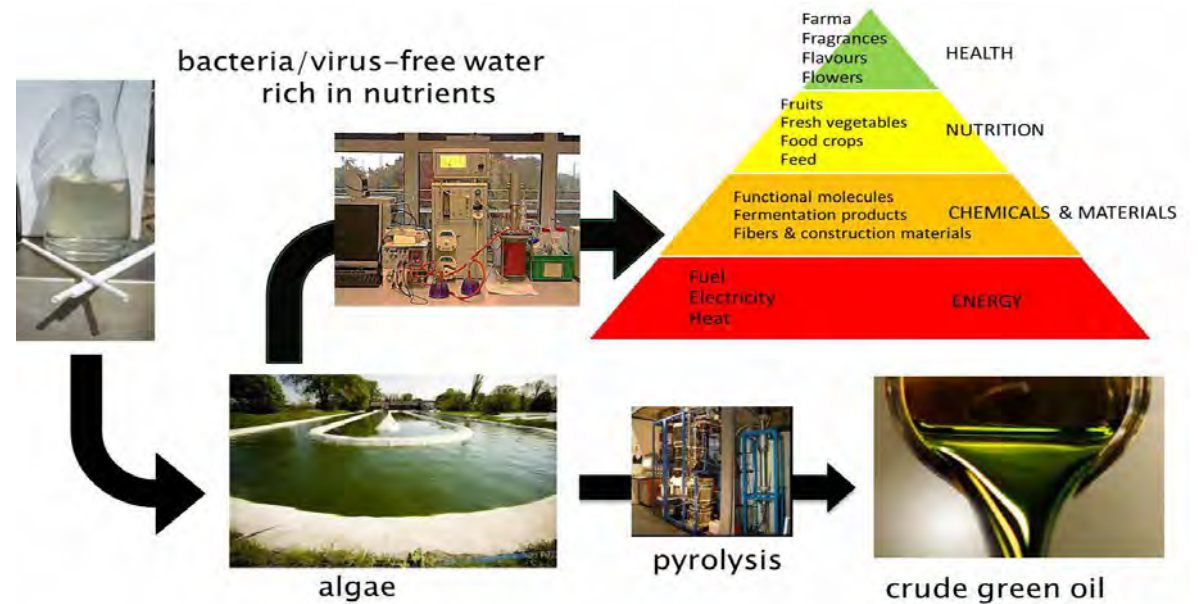 bacteria/virus-free water
rich in nutrients
Farma
Fragrances
Flavours
Flowers
HEALTH
Fruits
Fresh vegetables
Food crops
Feed
NUTRITION
Functional molecules
Fermentation products
Fibers & construction materials
CHEMICALS & MATERIALS
Fuel
Electricity
Heat
ENERGY
algae
pyrolysis
crude green oil